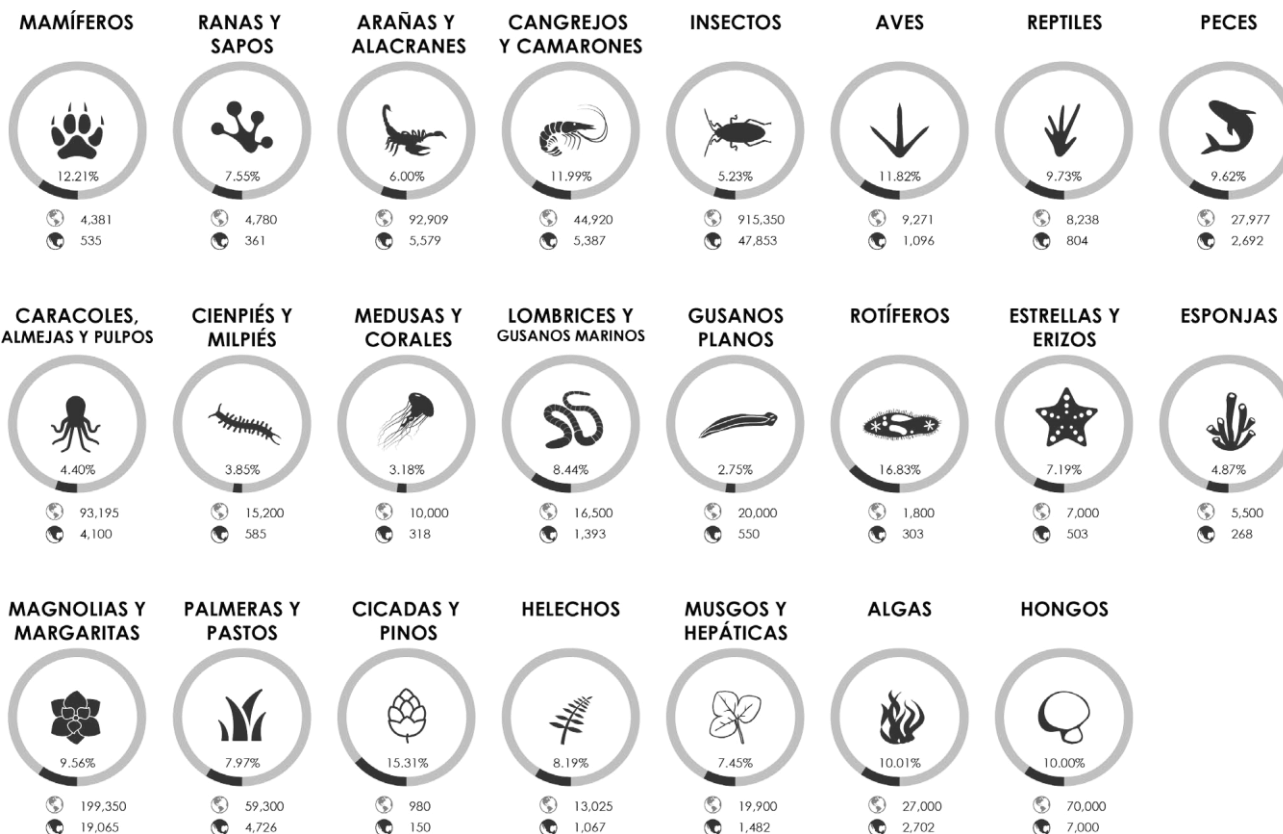 MAMÍFEROS
12.21%
4,381
535
RANAS Y
SAPOS
7.55%
4,780
361
ARAÑAS Y
ALACRANES
6.00%
92,909
5,579
CANGREJOS
Y CAMARONES
11.99%
44,920
5,387
INSECTOS
5.23%
915,350
47,853
AVES
11.82%
9,271
1,096
REPTILES
9.73%
8,238
804
PECES
9.62%
27,977
2,692
CARACOLES,
ALMEJAS Y PULPOS
4.40%
93,195
4,100
CIENPIÉS Y
MILPIÉS
3.85%
15,200
585
MEDUSAS Y
CORALES
3.18%
10,000
318
LOMBRICES Y
GUSANOS MARINOS
8.44%
16,500
1,393
GUSANOS
PLANOS
2.75%
20,000
550
ROTÍFEROS
16.83%
1,800
303
ESTRELLAS Y
ERIZOS
7.19%
7,000
503
ESPONJAS
4.87%
5,500
268
MAGNOLIAS Y
MARGARITAS
9.56%
199,350
19,065
PALMERAS Y
PASTOS
7.97%
59,300
4,726
CICADAS Y
PINOS
15.31%
980
150
HELECHOS
8.19%
13,025
1,067
MUSGOS Y
HEPÁTICAS
7.45%
19,900
1,482
ALGAS
10.01%
27,000
2,702
HONGOS
10.00%
70,000
7,000